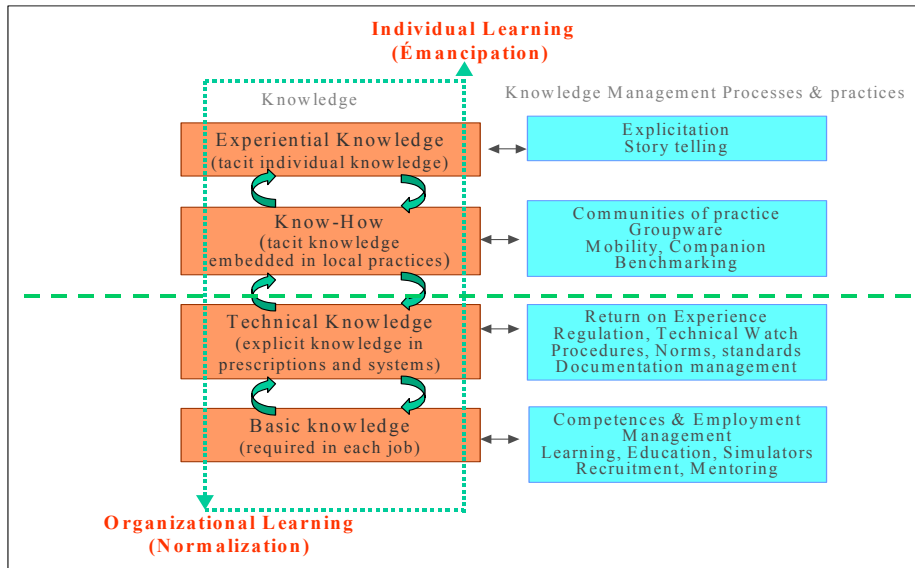 Individual Learning
(Émancipation)
Knowledge
Knowledge Management Processes & practices
Experiential Knowledge
(tacit individual knowledge)
Explicitation
Story telling
Know-How
(tacit knowledge
embedded in local practices)
Communities of practice
Groupware
Mobility, Companion
Benchmarking
Technical Knowledge
(explicit knowledge in
prescriptions and systems)
Return on Experience
Regulation, Technical Watch
Procedures, Norms, standards
Documentation management
Basic knowledge
(required in each job)
Competences & Employment
Management
Learning, Education, Simulators
Recruitment, Mentoring
Organizational Learning
(Normalization)